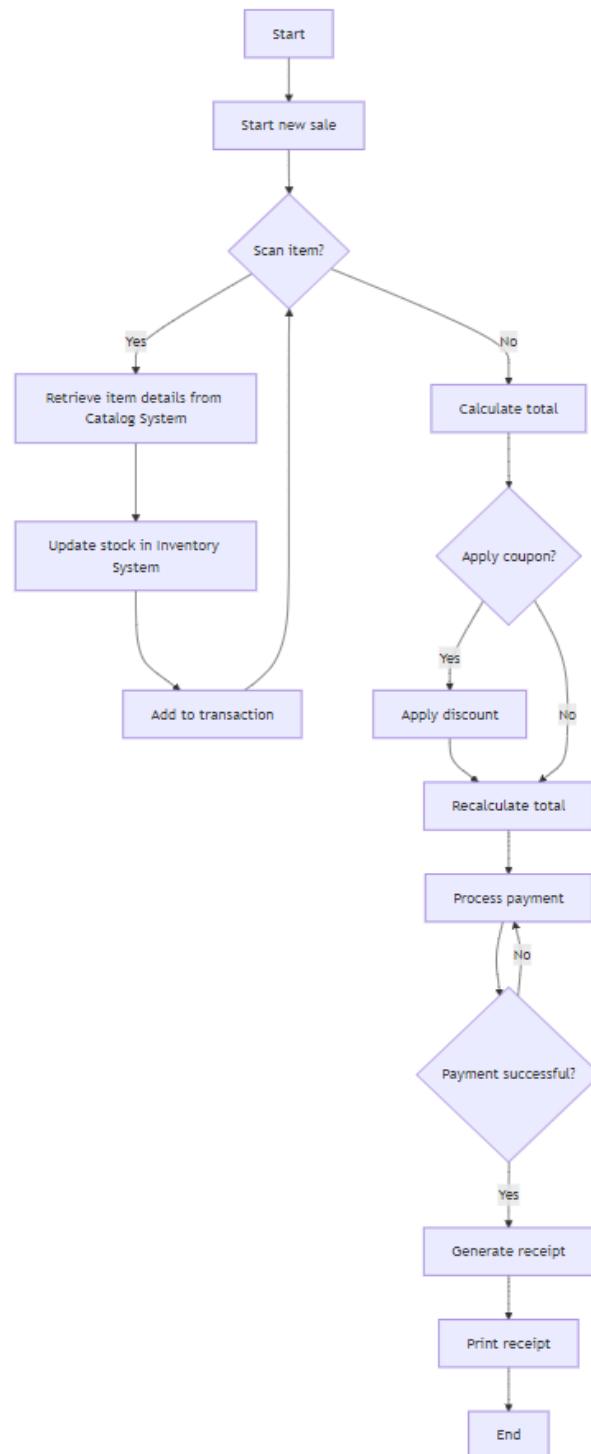 Start
Start new sale
Scan item?
Yes
No
Retrieve item details from
Catalog System
Calculate total
Update stock in Inventory
System
Apply coupon?
Yes
Add to transaction
Apply discount
No
Recalculate total
Process payment
No
Payment successful?
Yes
Generate receipt
Print receipt
End